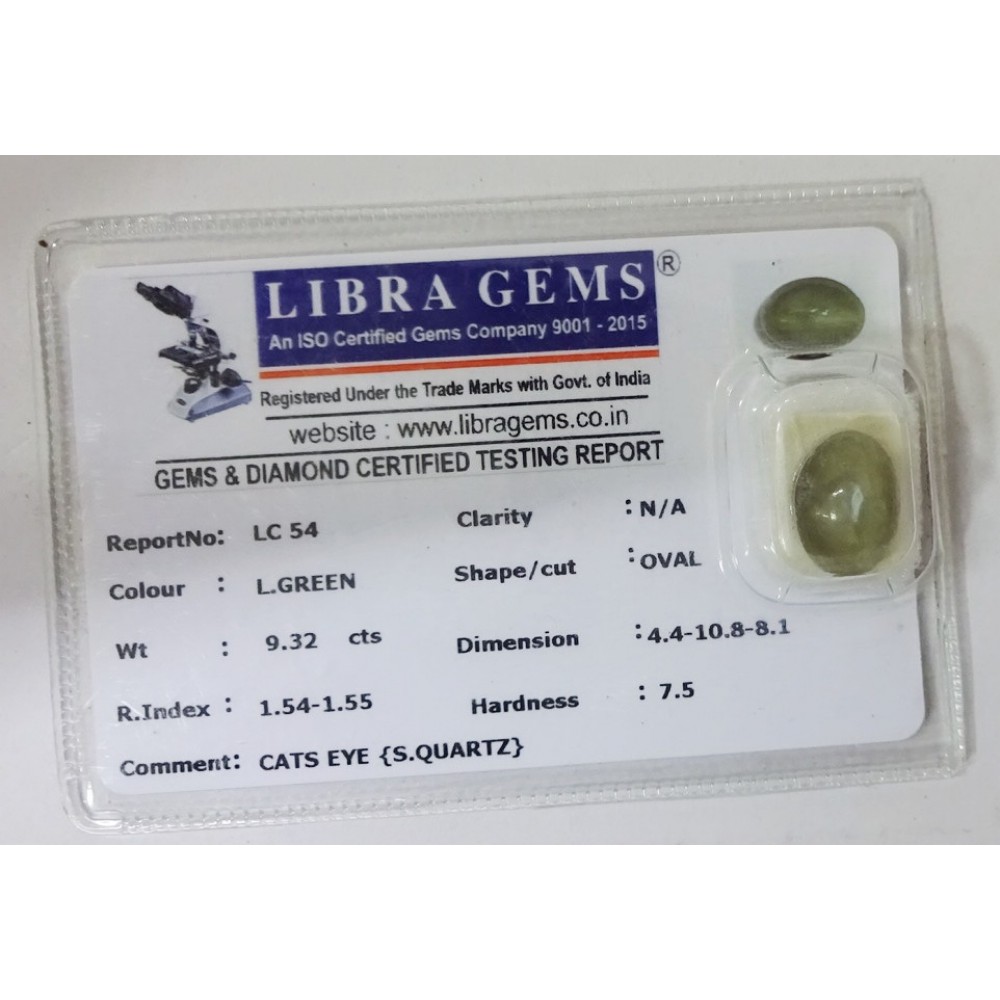 LIBRA GEMS®
An ISO Certified Gems Company 9001 - 2015
Registered Under the Trade Marks with Govt. of India
website : www.libragems.co.in
GEMS & DIAMOND CERTIFIED TESTING REPORT
ReportNo: LC 54 Clarity : N/A
Colour : L.GREEN Shape/cut : OVAL
Wt : 9.32 cts Dimension : 4.4-10.8-8.1
R.Index : 1.54-1.55 Hardness : 7.5
Comment: CATS EYE {S.QUARTZ}